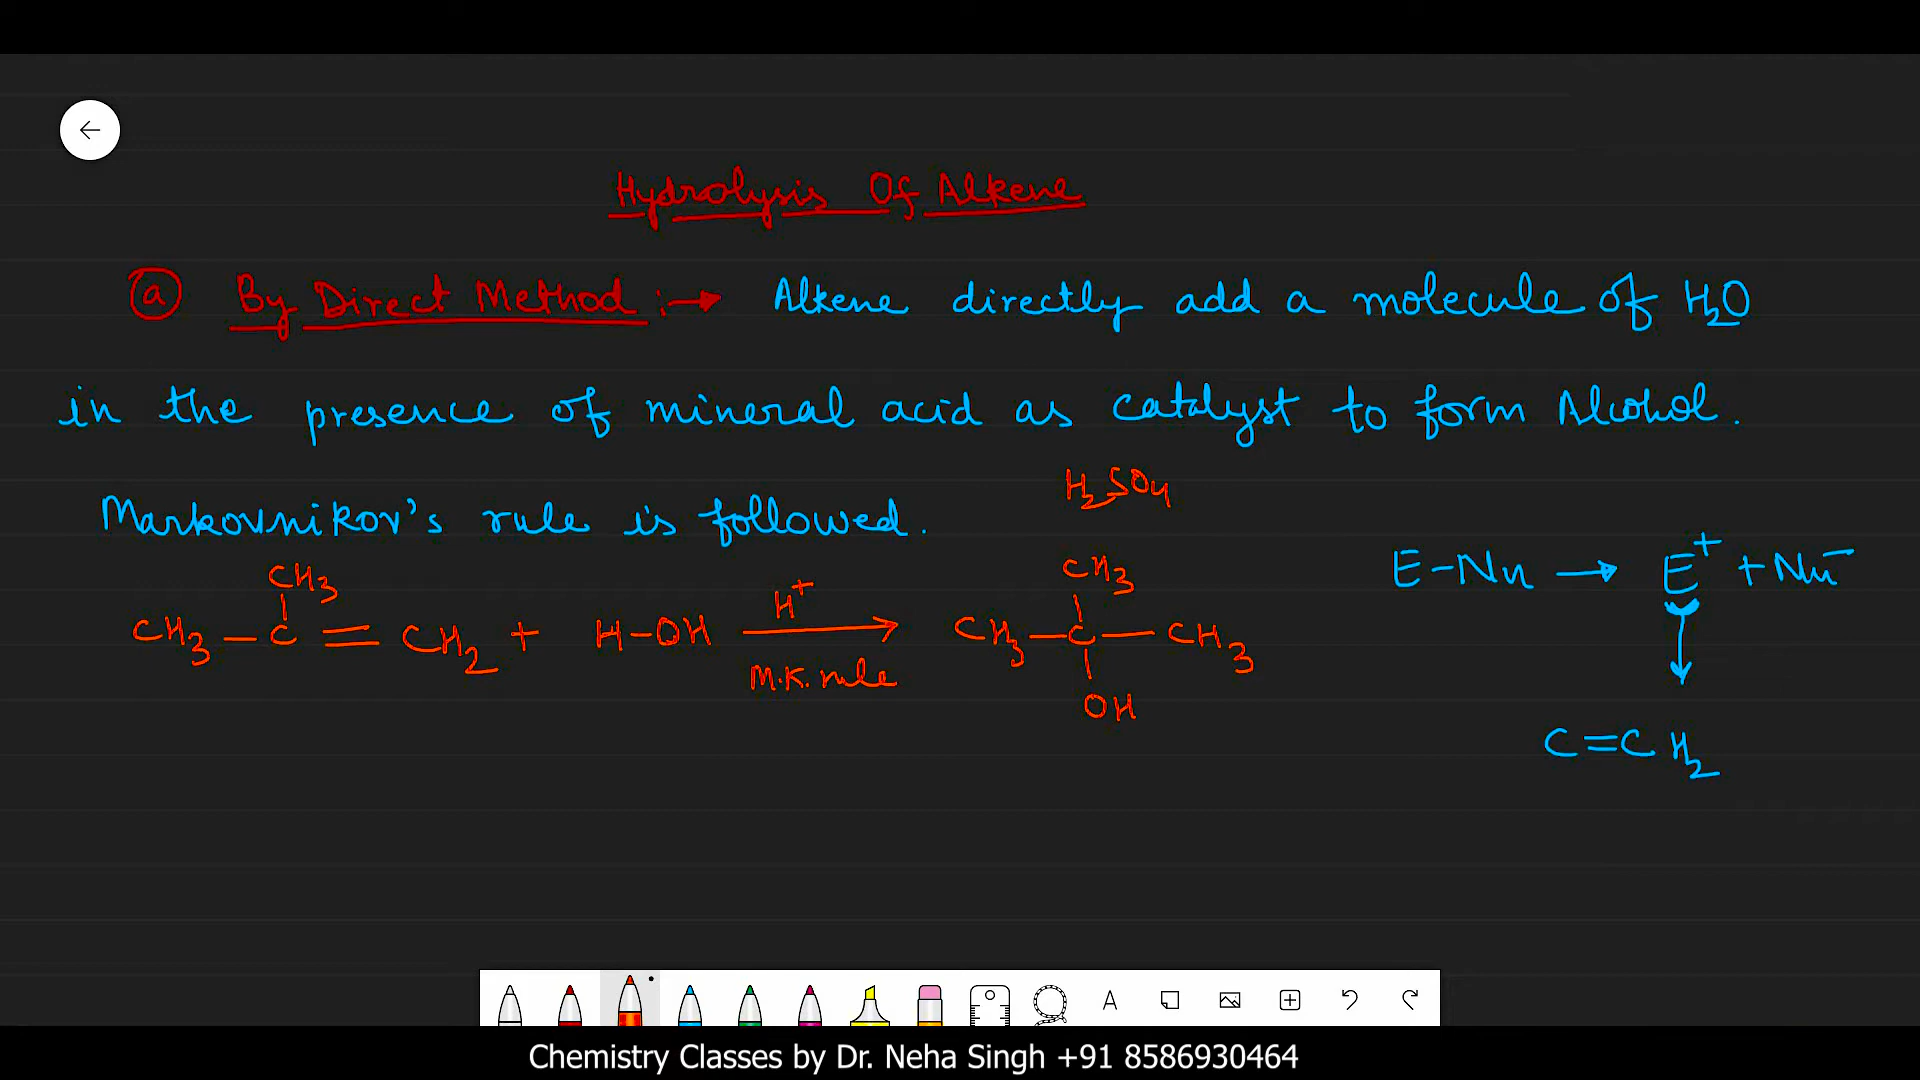 Hydrolysis Of Alkene
(a) By Direct Method :→ Alkene directly add a molecule of H₂O
in the presence of mineral acid as catalyst to form Alcohol.
H₂SO₄
Markovnikov's rule is followed.
E-Nu → E⁺ + Nu⁻
CH₃ CH₃
CH₃ — C = CH₂ + H-OH H⁺ → CH₃ — C — CH₃
M.K. rule
OH
C=CH₂
A
Chemistry Classes by Dr. Neha Singh +91 8586930464